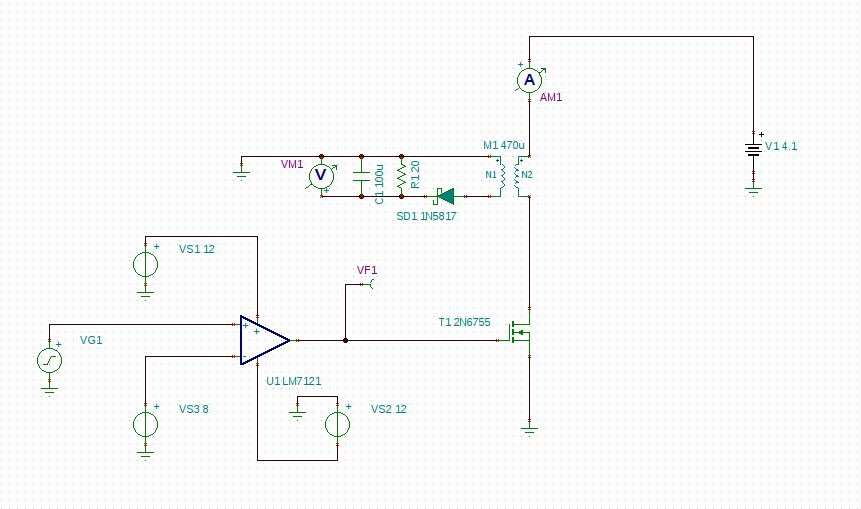 A
AM1
M1 470u
V1 4.1
VM1
V
C1 100u
R1 20
N1
N2
SD1 1N5817
VS1 12
VF1
T1 2N6755
VG1
U1 LM7121
VS3 8
VS2 12